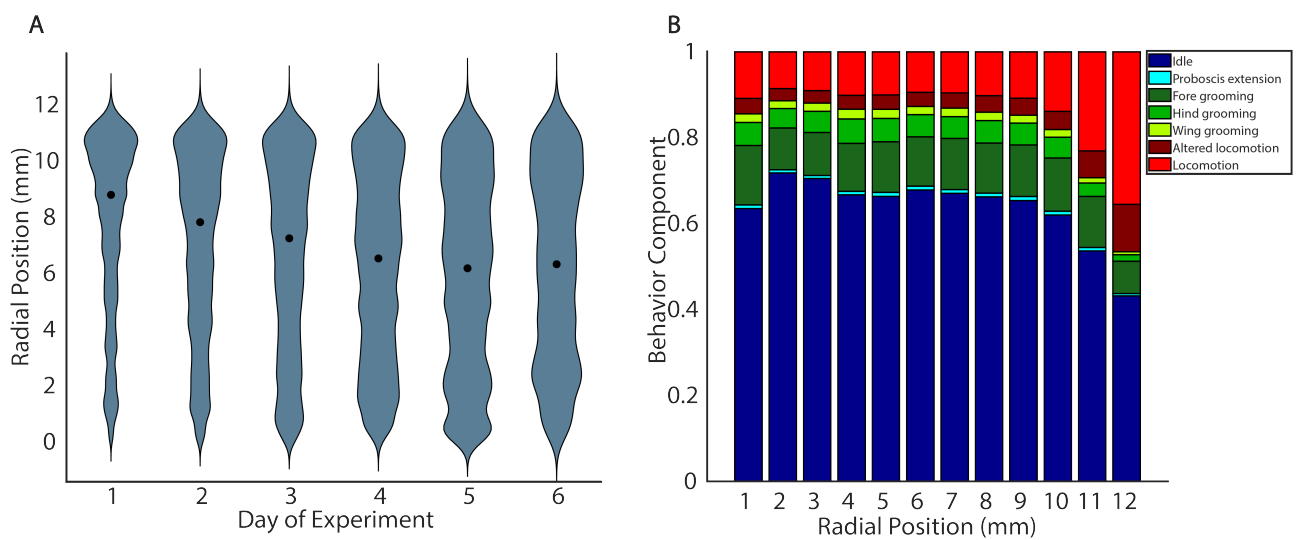 A
Radial Position (mm)
12
10
8
6
4
2
0
1 2 3 4 5 6
Day of Experiment
B
Behavior Component
1
0.8
0.6
0.4
0.2
0
1 2 3 4 5 6 7 8 9 10 11 12
Radial Position (mm)
Idle
Proboscis extension
Fore grooming
Hind grooming
Wing grooming
Altered locomotion
Locomotion